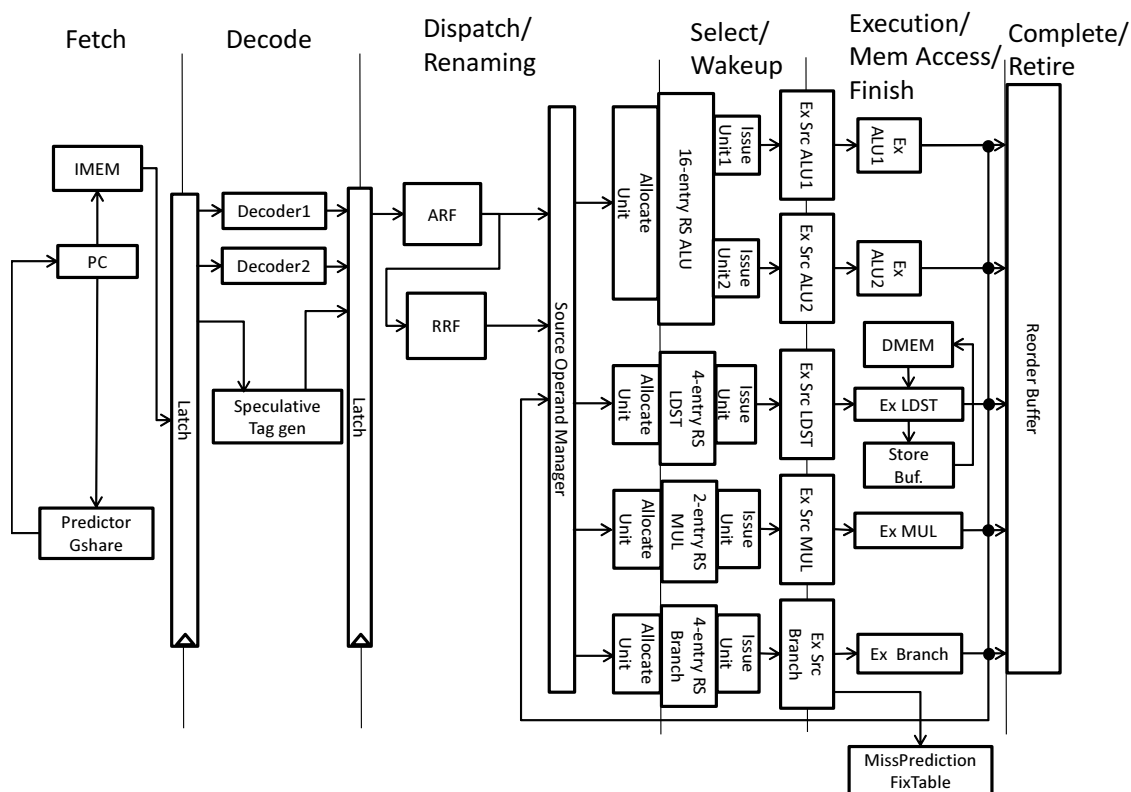 Fetch
Decode
Dispatch/
Renaming
Select/
Wakeup
Execution/
Mem Access/
Finish
Complete/
Retire
IMEM
PC
Predictor
Gshare
Latch
Decoder1
Decoder2
Speculative
Tag gen
Latch
ARF
RRF
Source Operand Manager
Allocate
Unit
16-entry RS ALU
Issue
Unit1
Issue
Unit2
Ex Src ALU1
Ex Src ALU2
Ex
ALU1
Ex
ALU2
Allocate
Unit
4-entry RS
LDST
Issue
Unit
Ex Src LDST
DMEM
Ex LDST
Store
Buf.
Allocate
Unit
2-entry RS
MUL
Issue
Unit
Ex Src MUL
Ex MUL
Allocate
Unit
4-entry RS
Branch
Issue
Unit
Ex Src
Branch
Ex Branch
MissPrediction
FixTable
Reorder Buffer